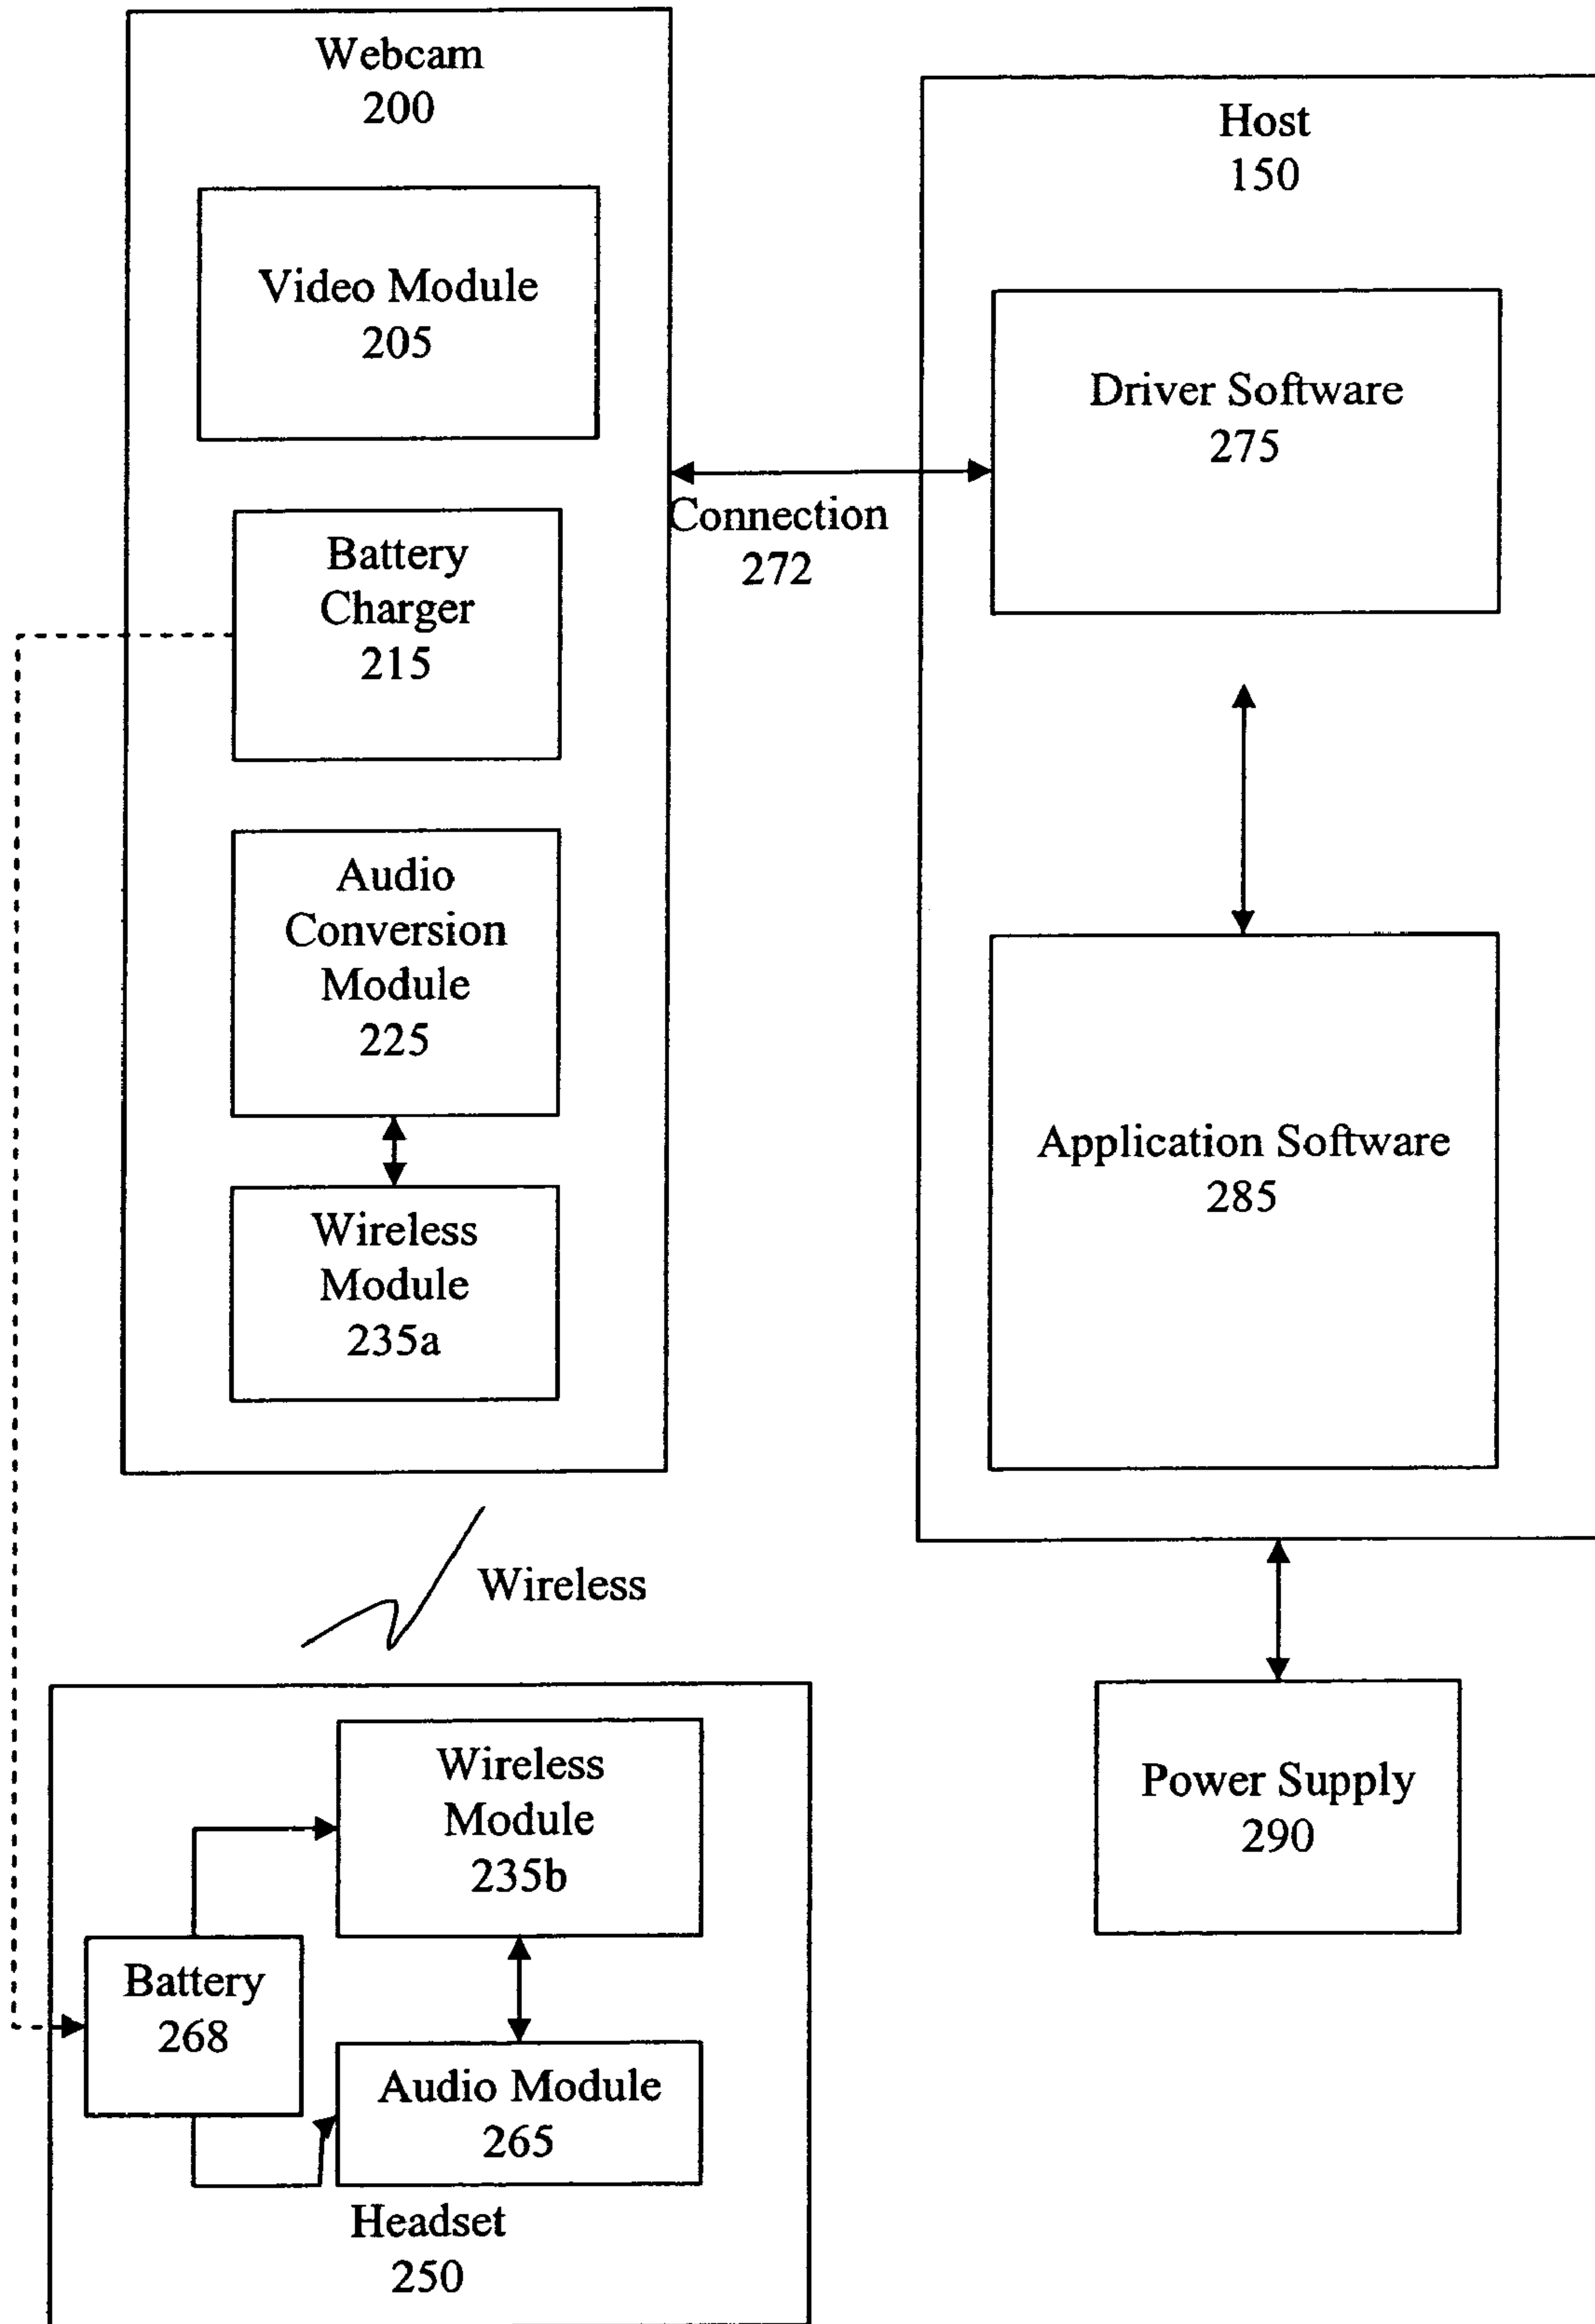 Webcam
200
Video Module
205
Battery
Charger
215
Audio
Conversion
Module
225
Wireless
Module
235a
Connection
272
Host
150
Driver Software
275
Application Software
285
Wireless
Power Supply
290
Wireless
Module
235b
Battery
268
Audio Module
265
Headset
250